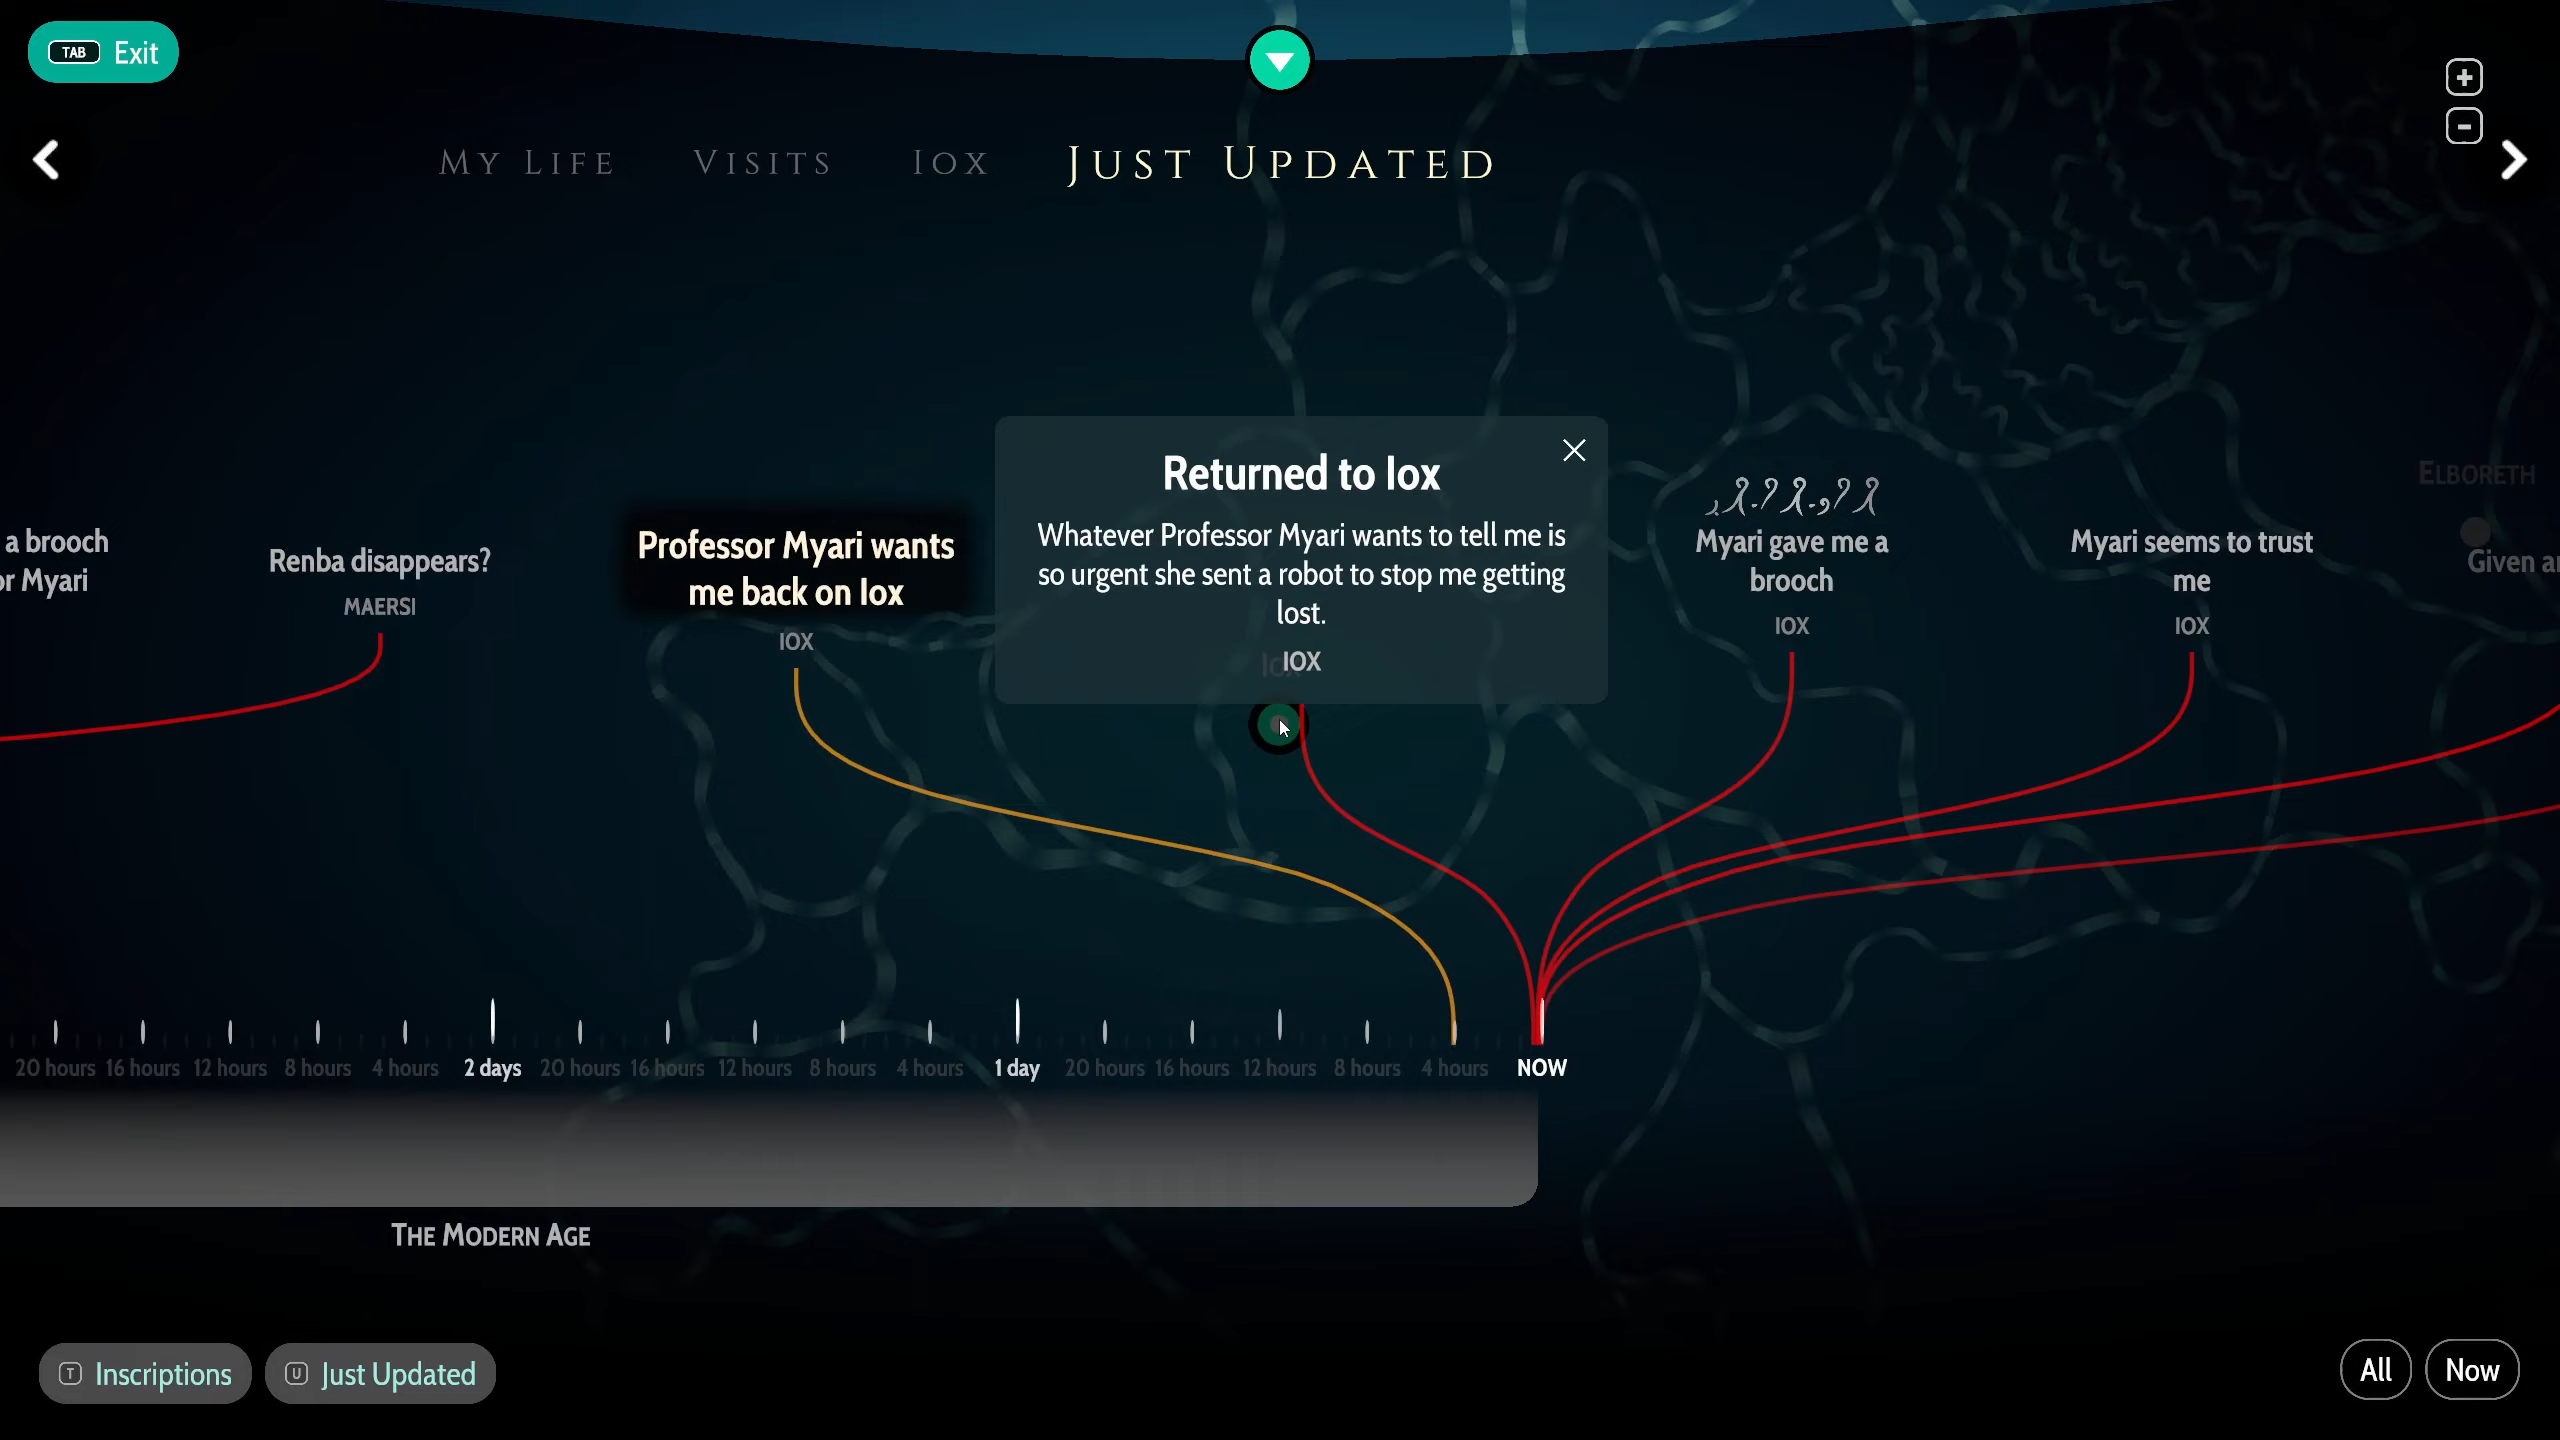 TAB Exit
MY LIFE
VISITS
IOX
JUST UPDATED
a brooch
or Myari
Renba disappears?
MAERSI
Professor Myari wants
me back on Iox
IOX
Returned to Iox
Whatever Professor Myari wants to tell me is
so urgent she sent a robot to stop me getting
lost.
IOX
Myari gave me a
brooch
IOX
Myari seems to trust
me
IOX
ELBORETH
Given a
20 hours 16 hours 12 hours 8 hours 4 hours 2 days 20 hours 16 hours 12 hours 8 hours 4 hours 1 day 20 hours 16 hours 12 hours 8 hours 4 hours NOW
THE MODERN AGE
T Inscriptions
U Just Updated
All
Now